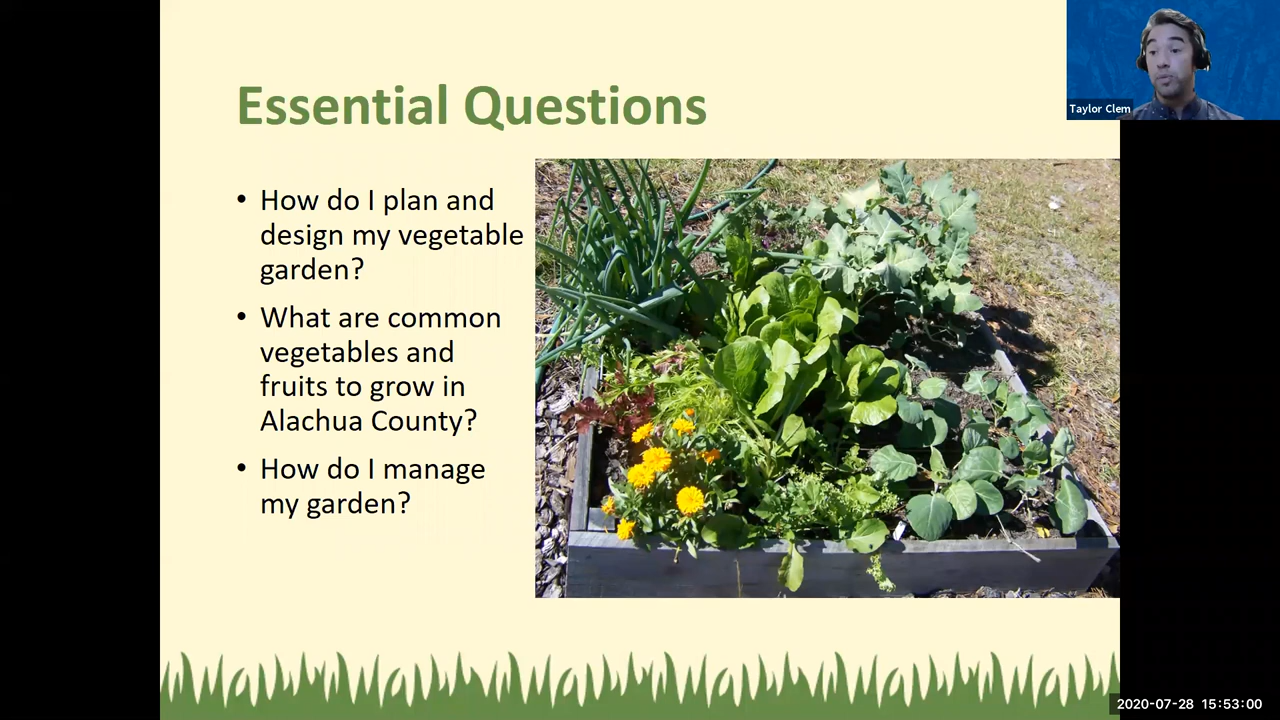 Essential Questions
Taylor Clem
• How do I plan and
design my vegetable
garden?
• What are common
vegetables and
fruits to grow in
Alachua County?
• How do I manage
my garden?
2020-07-28 15:53:00